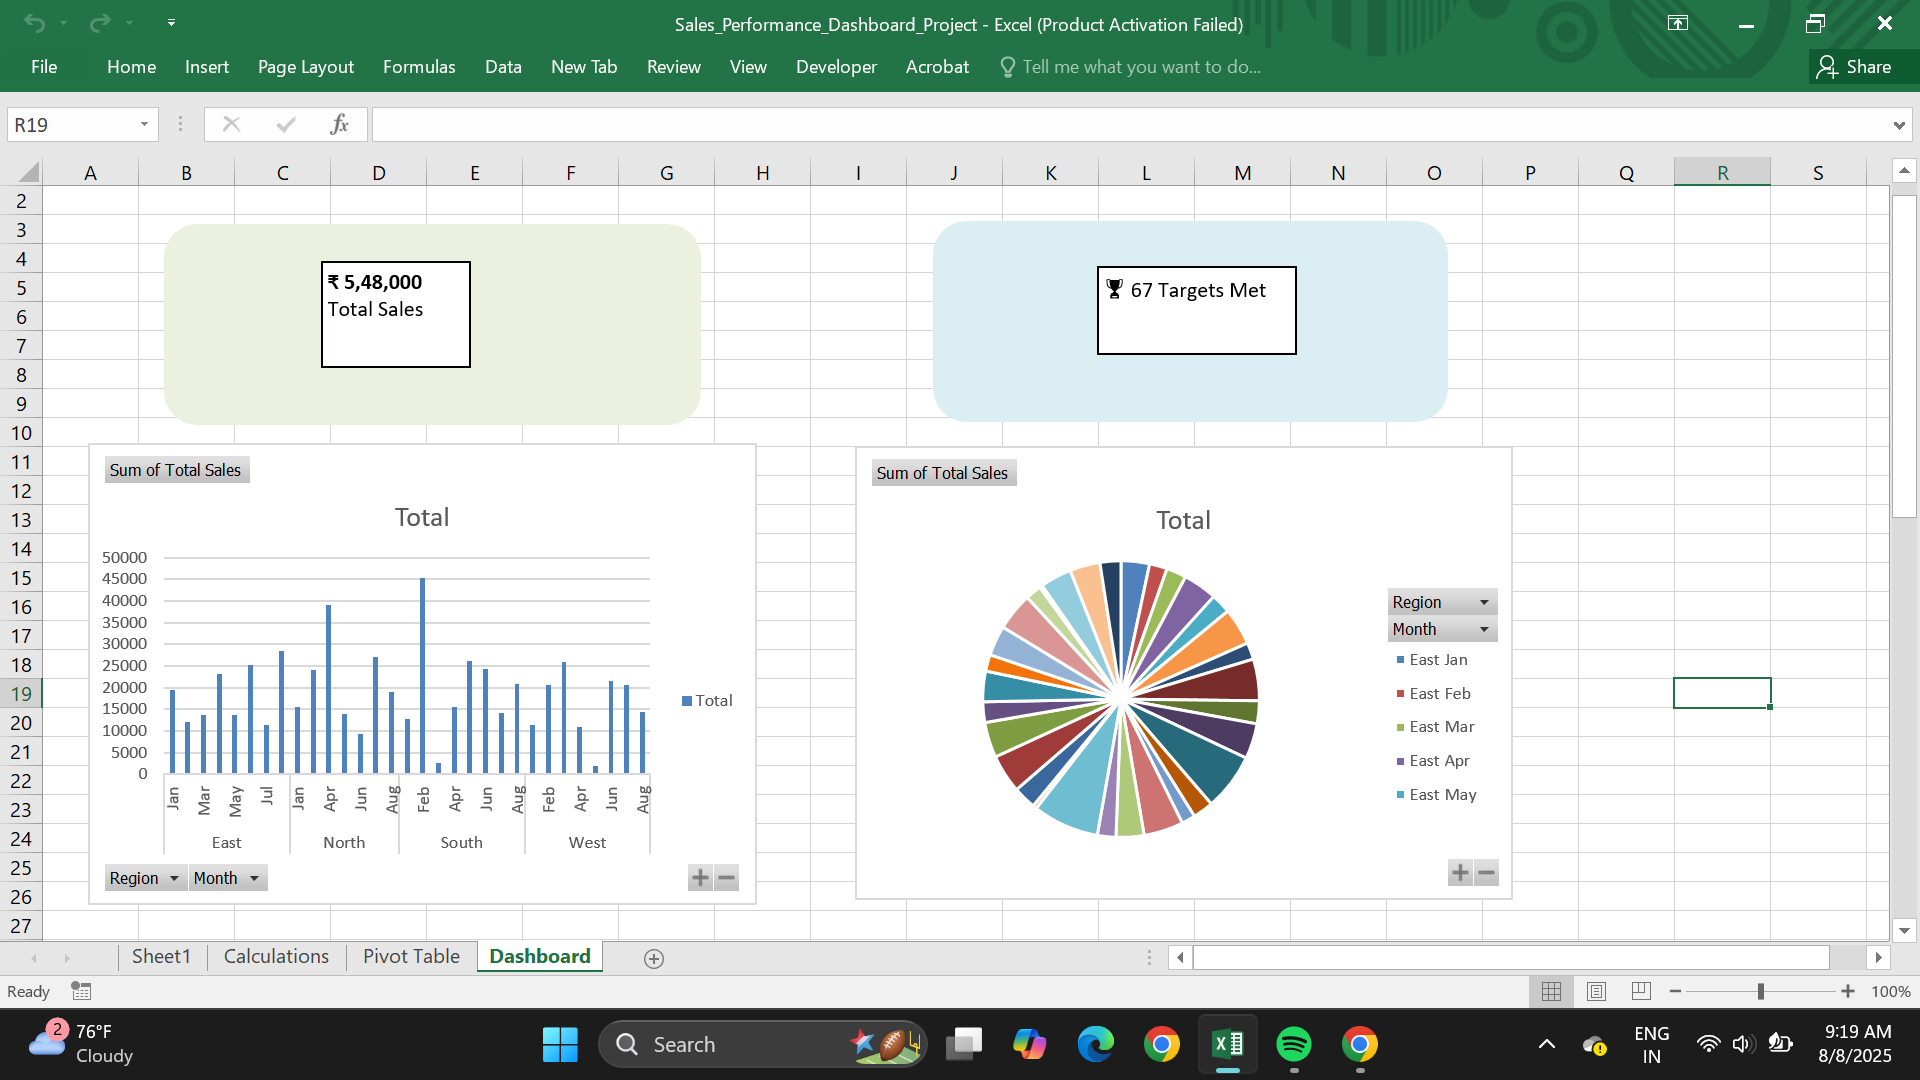 Sales_Performance_Dashboard_Project - Excel (Product Activation Failed)
File Home Insert Page Layout Formulas Data New Tab Review View Developer Acrobat Tell me what you want to do... Share
R19 fx
A B C D E F G H I J K L M N O P Q R S
2
3
4
5
6
7
8
9
10
11
12
13
14
15
16
17
18
19
20
21
22
23
24
25
26
27
₹ 5,48,000
Total Sales
🏆 67 Targets Met
Sum of Total Sales
Total
50000
45000
40000
35000
30000
25000
20000
15000
10000
5000
0
Jan Mar May Jul Jan Apr Jun Aug Feb Apr Jun Aug Feb Apr Jun Aug
East North South West
Total
Region Month
Sum of Total Sales
Total
Region
Month
East Jan
East Feb
East Mar
East Apr
East May
Sheet1 Calculations Pivot Table Dashboard
Ready 100%
2 76°F
Cloudy
Search
ENG
IN
9:19 AM
8/8/2025